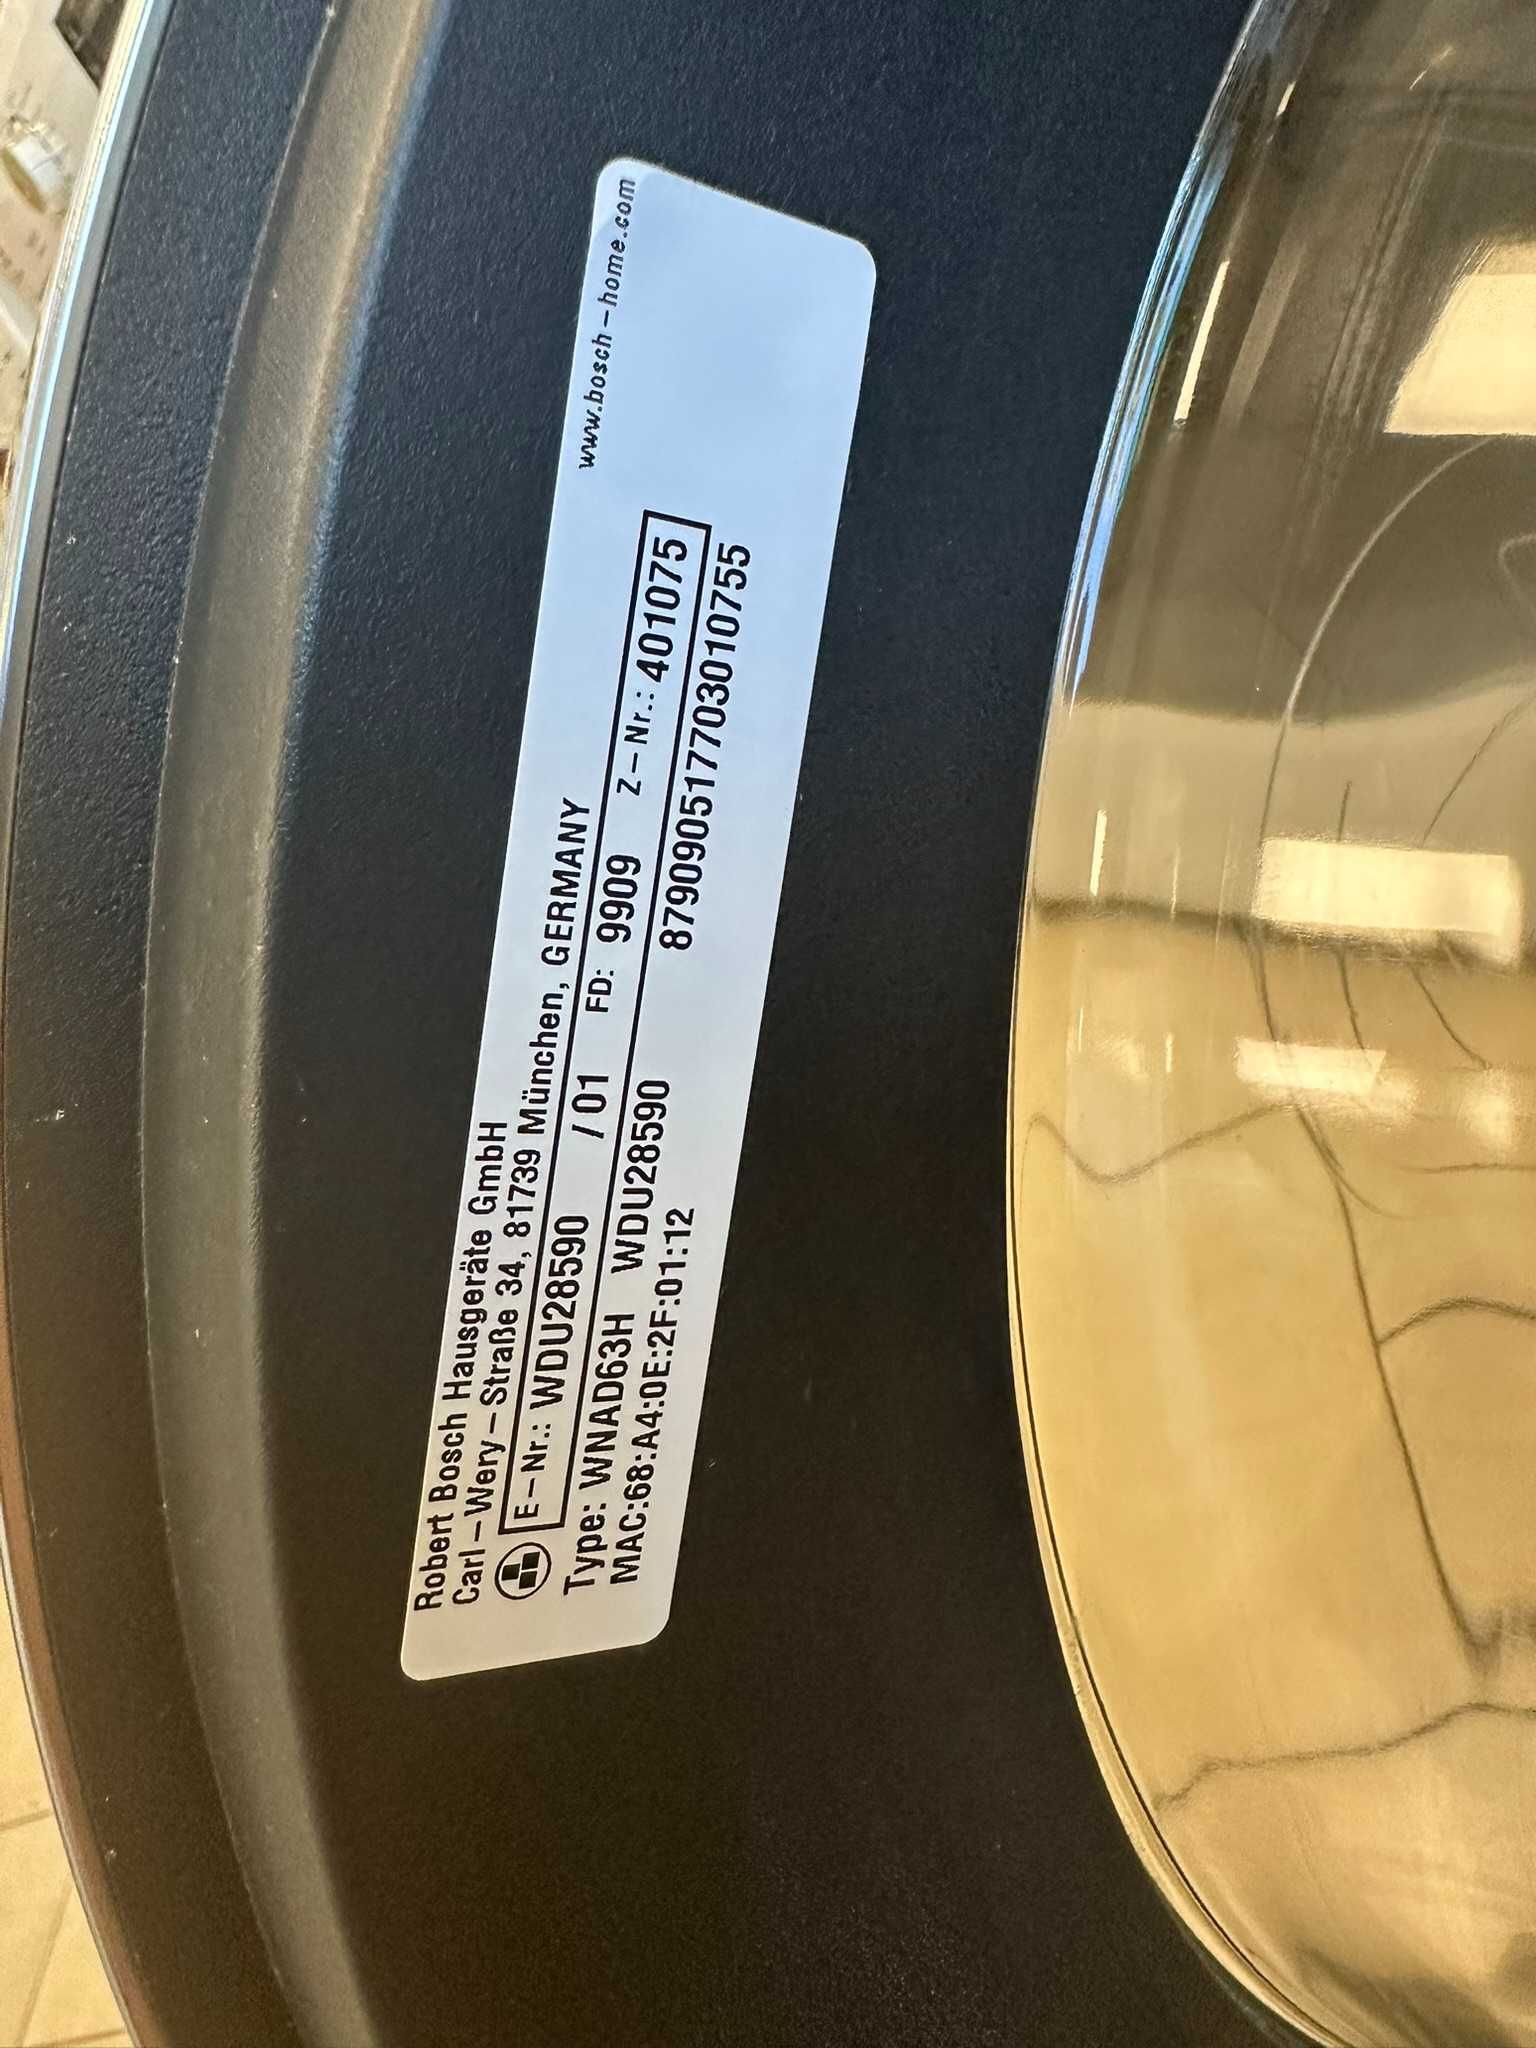 www.bosch-home.com
Robert Bosch Hausgeräte GmbH
Carl-Wery-Straße 34, 81739 München, GERMANY
E-Nr.: WDU28590 / 01 FD: 9909 Z-Nr.: 401075
Type: WNAD63H WDU28590 879090517703010755
MAC:68:A4:0E:2F:01:12